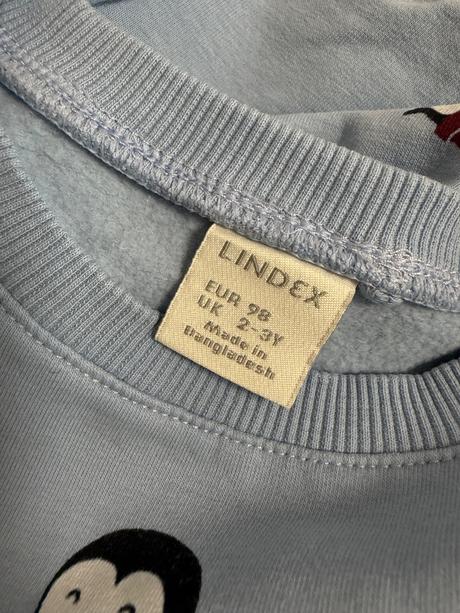 LINDEX
EUR 98
UK 2-3Y
Made in
Bangladesh